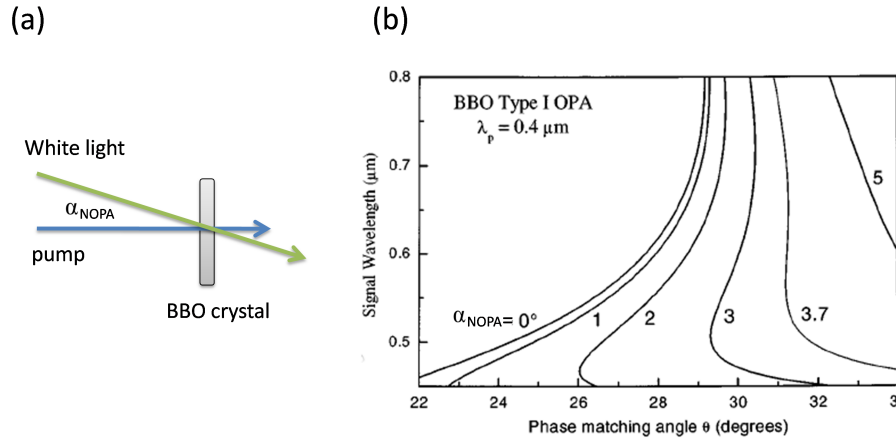 (a)
White light
αNOPA
pump
BBO crystal
(b)
BBO Type I OPA
λp = 0.4 μm
Signal Wavelength (μm)
0.8
0.7
0.6
0.5
αNOPA= 0°
1
2
3
3.7
5
22
24
26
28
30
32
3
Phase matching angle θ (degrees)